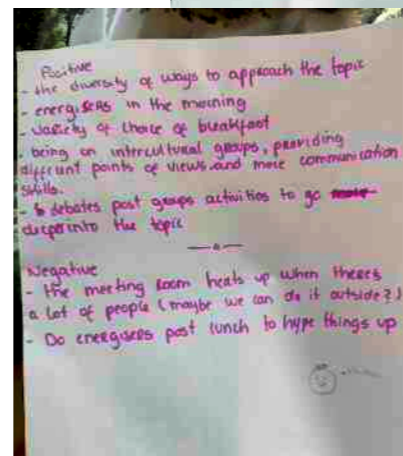 Positive
- the diversity of ways to approach the topic
- energisers in the morning
- variety of choice of breakfast
- being on intercultural groups, providing
different points of views and more communication
skills.
- debates post groups activities to go
deeper into the topic
Negative
- the meeting room heats up when there's
a lot of people (maybe we can do it outside?)
- Do energisers post lunch to hype things up